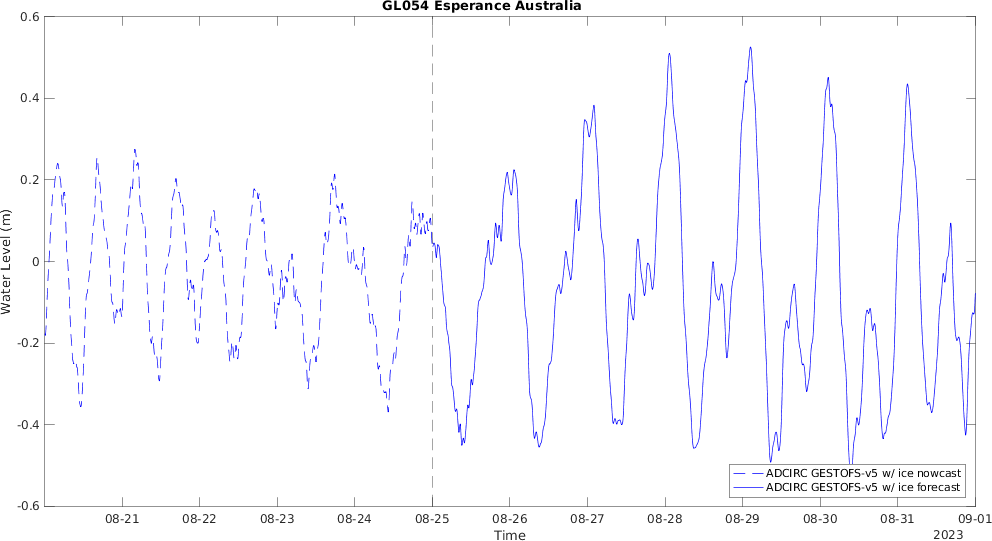 GL054 Esperance Australia
Water Level (m)
0.6
0.4
0.2
0
-0.2
-0.4
-0.6
ADCIRC GESTOFS-v5 w/ ice nowcast
ADCIRC GESTOFS-v5 w/ ice forecast
08-21 08-22 08-23 08-24 08-25 08-26 08-27 08-28 08-29 08-30 08-31 09-01
Time
2023